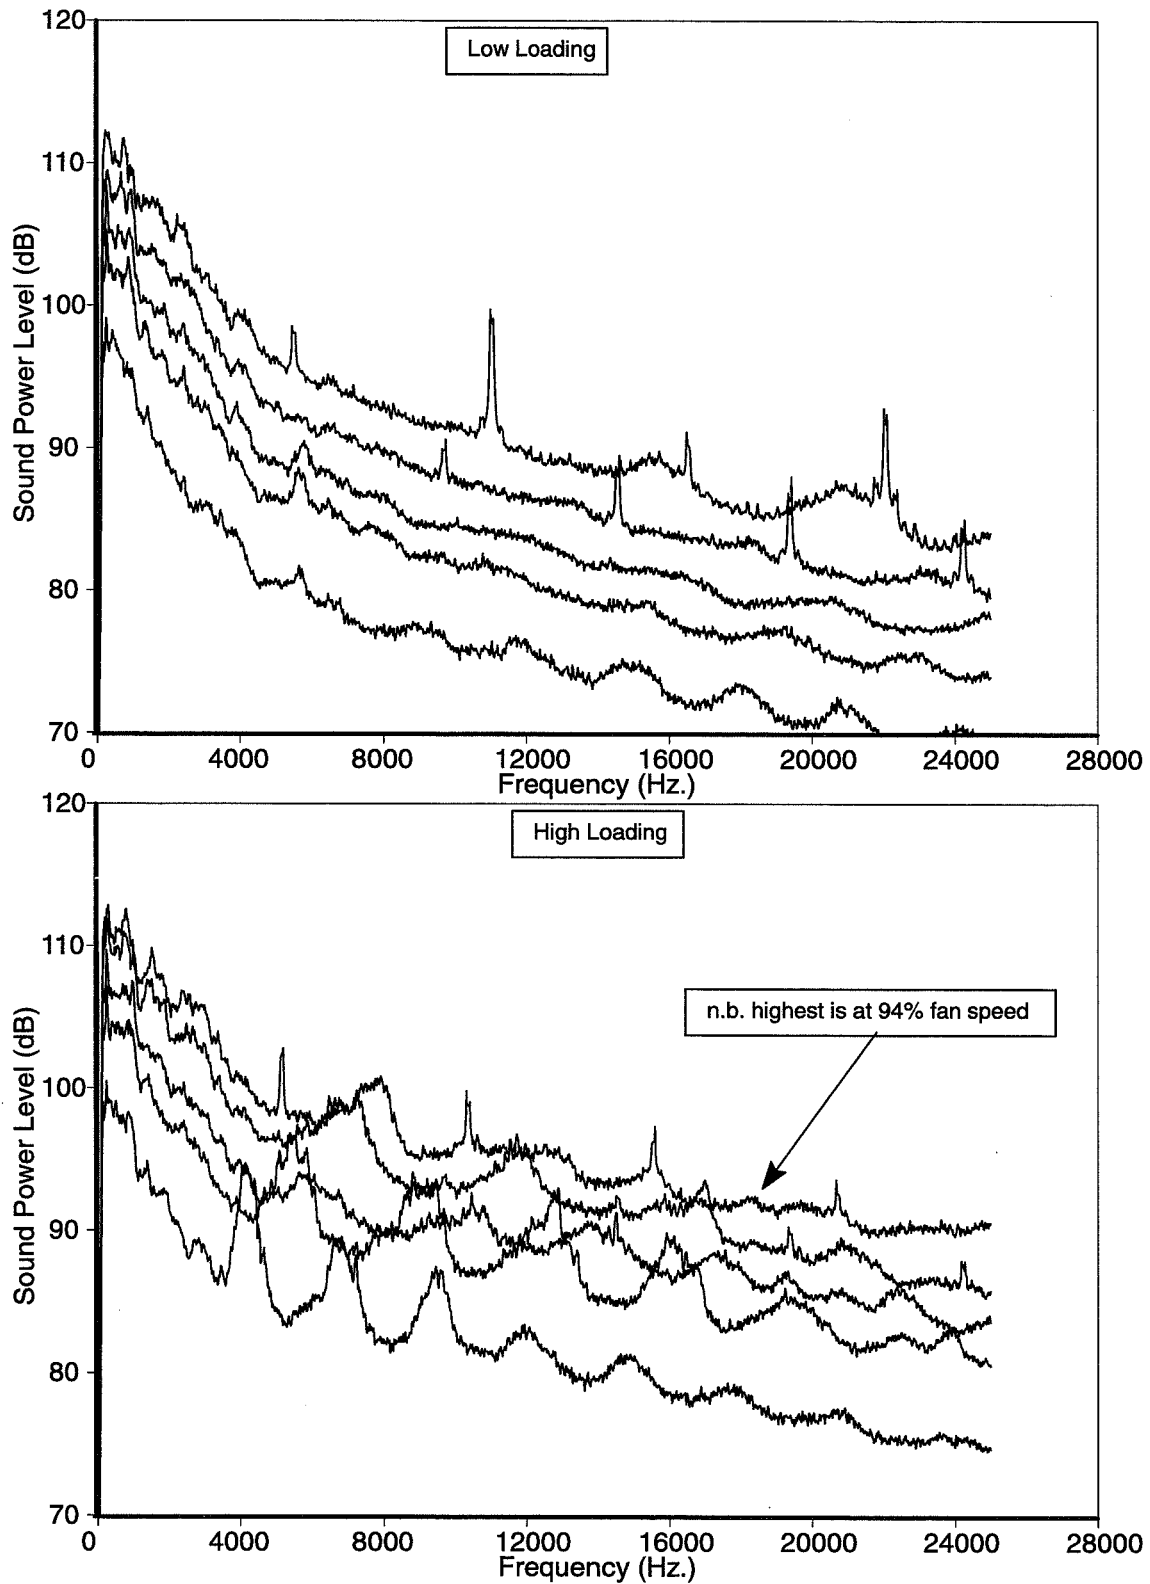 Low Loading
Sound Power Level (dB)
120
110
100
90
80
70
0 4000 8000 12000 16000 20000 24000 28000
Frequency (Hz.)
High Loading
n.b. highest is at 94% fan speed
Sound Power Level (dB)
120
110
100
90
80
70
0 4000 8000 12000 16000 20000 24000 28000
Frequency (Hz.)